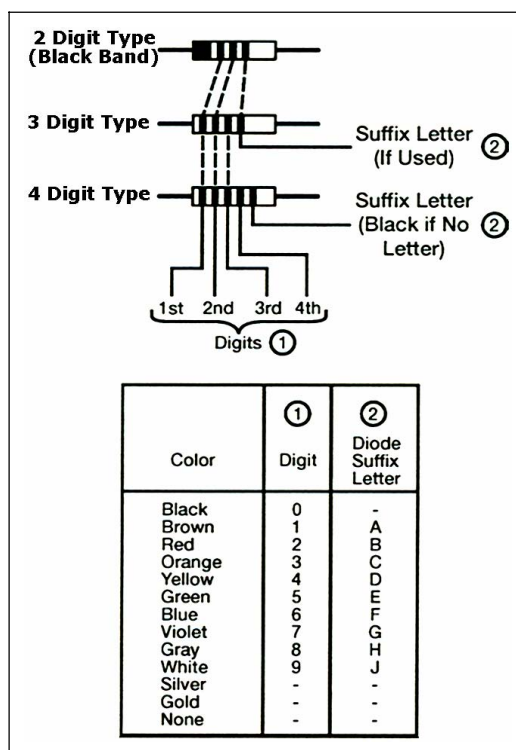 2 Digit Type
(Black Band)
3 Digit Type
Suffix Letter ②
(If Used)
4 Digit Type
Suffix Letter
(Black if No ②
Letter)
1st 2nd 3rd 4th
Digits ①
① ②
Color Digit Diode Suffix Letter
Black 0 -
Brown 1 A
Red 2 B
Orange 3 C
Yellow 4 D
Green 5 E
Blue 6 F
Violet 7 G
Gray 8 H
White 9 J
Silver - -
Gold - -
None - -